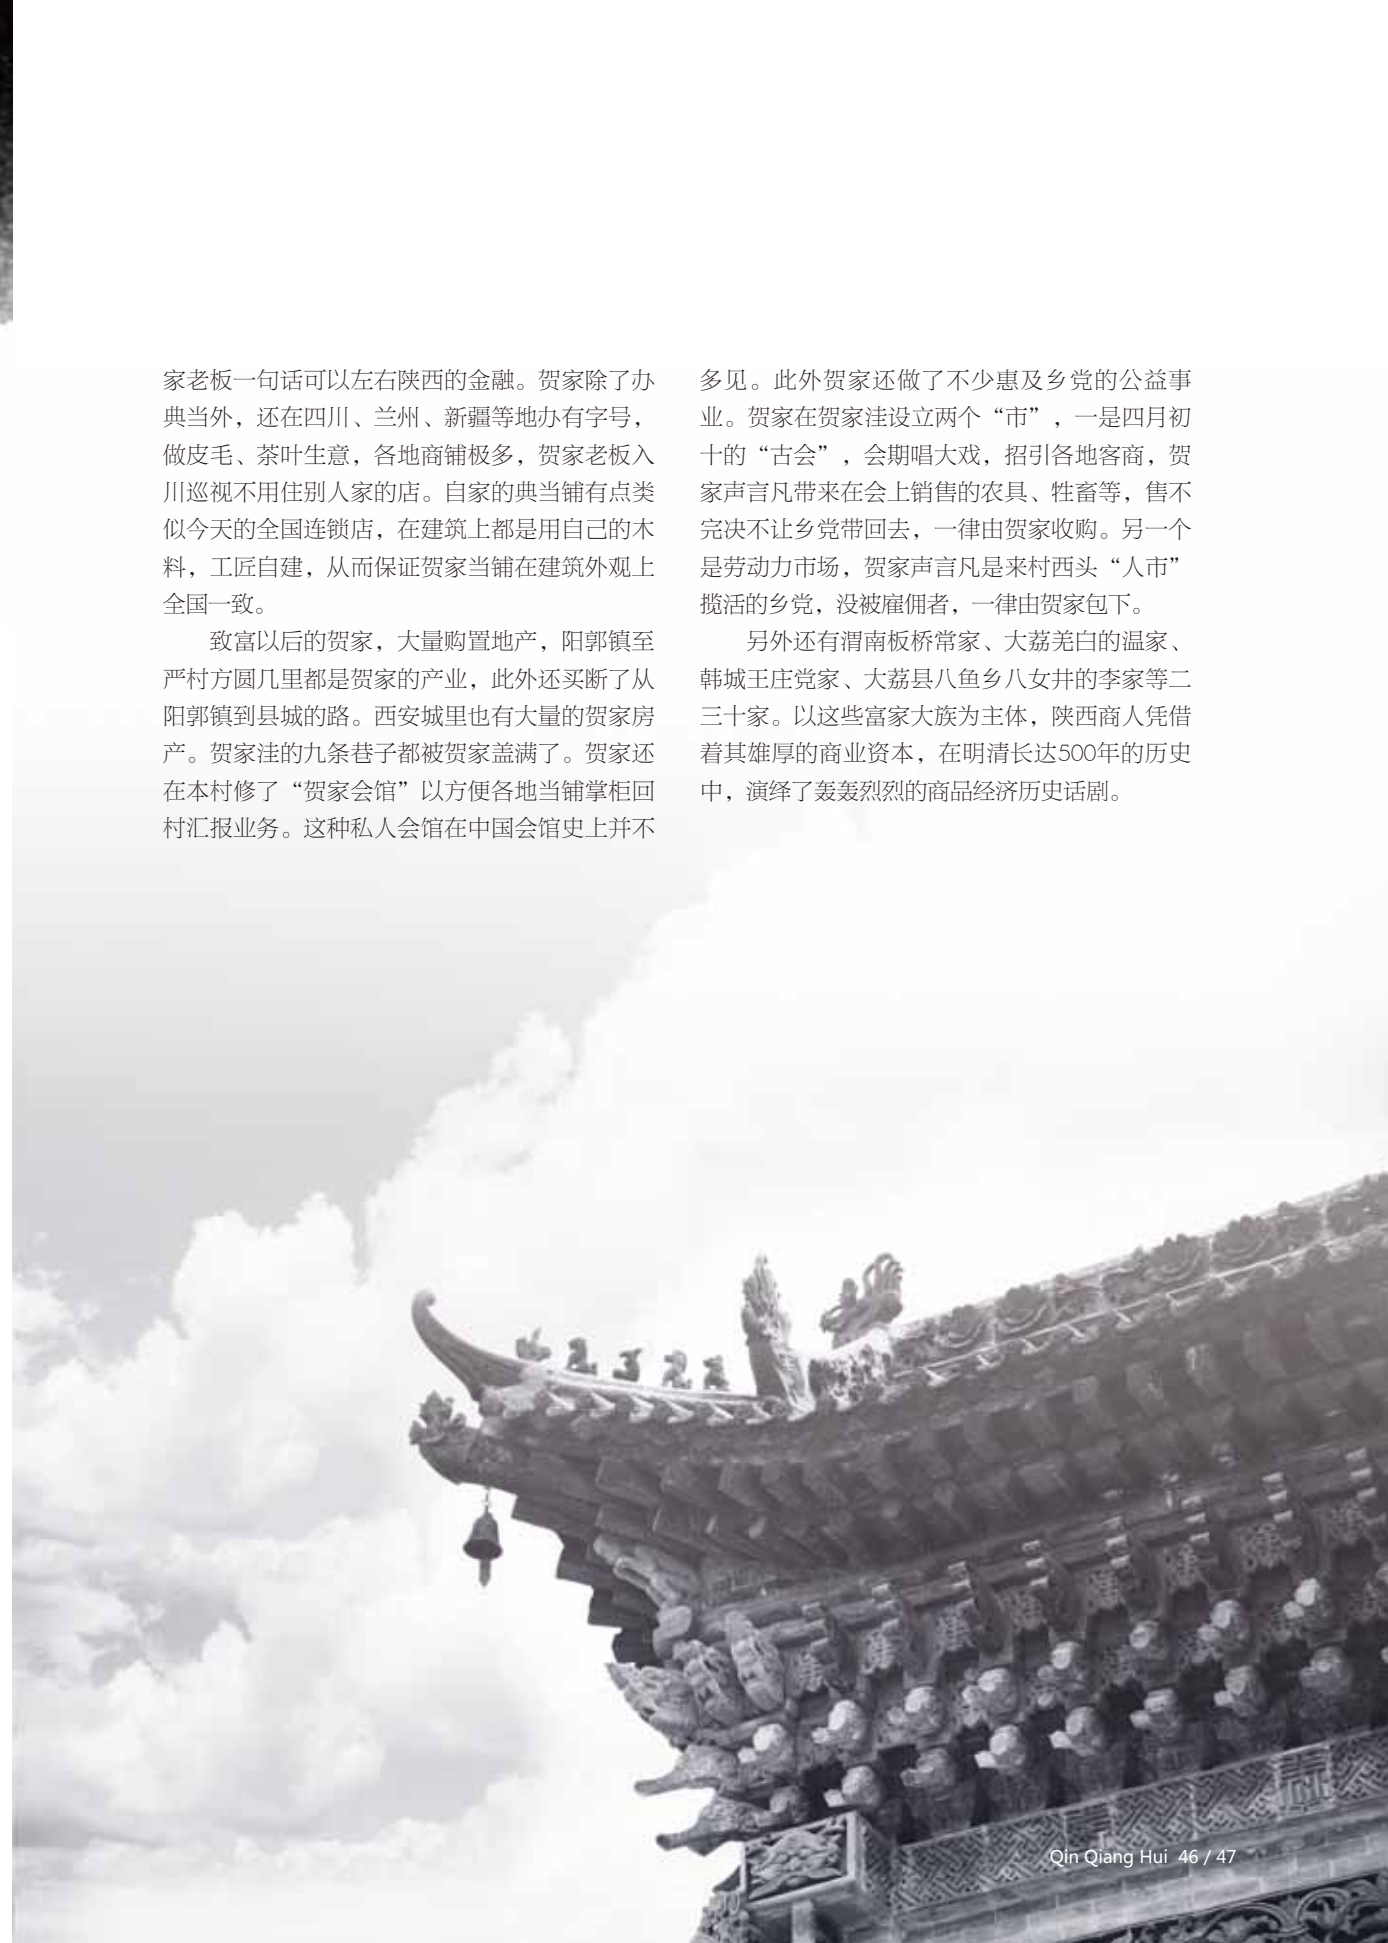 家老板一句话可以左右陕西的金融。贺家除了办
典当外，还在四川、兰州、新疆等地办有字号，
做皮毛、茶叶生意，各地商铺极多，贺家老板入
川巡视不用住别人家的店。自家的典当铺有点类
似今天的全国连锁店，在建筑上都是用自己的木
料，工匠自建，从而保证贺家当铺在建筑外观上
全国一致。
致富以后的贺家，大量购置地产，阳郭镇至
严村方圆几里都是贺家的产业，此外还买断了从
阳郭镇到县城的路。西安城里也有大量的贺家房
产。贺家洼的九条巷子都被贺家盖满了。贺家还
在本村修了“贺家会馆”以方便各地当铺掌柜回
村汇报业务。这种私人会馆在中国会馆史上并不
多见。此外贺家还做了不少惠及乡党的公益事
业。贺家在贺家洼设立两个“市”，一是四月初
十的“古会”，会期唱大戏，招引各地客商，贺
家声言凡带来在会上销售的农具、牲畜等，售不
完决不让乡党带回去，一律由贺家收购。另一个
是劳动力市场，贺家声言凡是来村西头“人市”
揽活的乡党，没被雇佣者，一律由贺家包下。
另外还有渭南板桥常家、大荔羌白的温家、
韩城王庄党家、大荔县八鱼乡八女井的李家等二
三十家。以这些富家大族为主体，陕西商人凭借
着其雄厚的商业资本，在明清长达500年的历史
中，演绎了轰轰烈烈的商品经济历史话剧。
Qin Qiang Hui 46 / 47